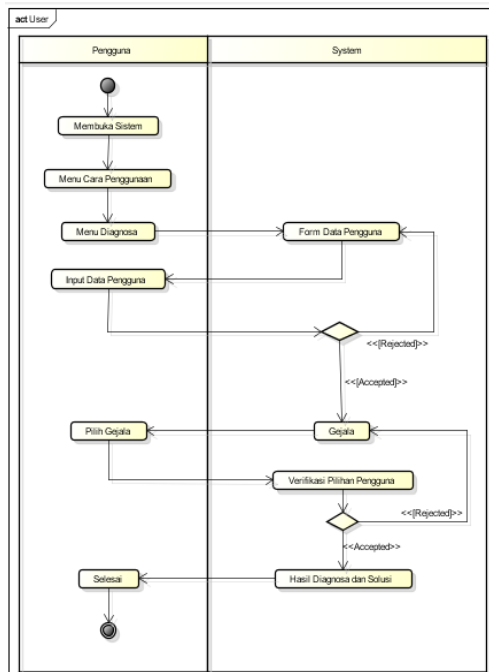 act User
Pengguna
System
Membuka Sistem
Menu Cara Penggunaan
Menu Diagnosa
Form Data Pengguna
Input Data Pengguna
<<[Rejected]>>
<<[Accepted]>>
Pilih Gejala
Gejala
Verifikasi Pilihan Pengguna
<<[Rejected]>>
<<Accepted>>
Selesai
Hasil Diagnosa dan Solusi